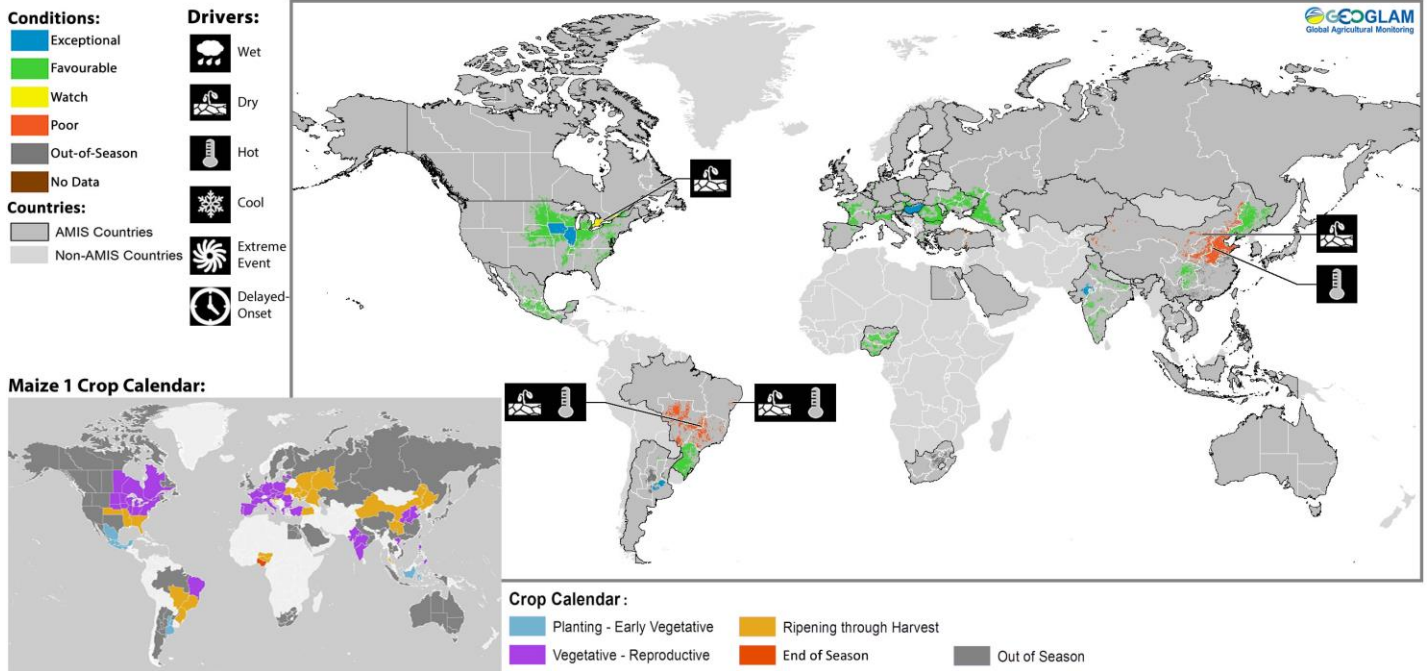 Conditions:
Exceptional
Favourable
Watch
Poor
Out-of-Season
No Data
Countries:
AMIS Countries
Non-AMIS Countries
Drivers:
Wet
Dry
Hot
Cool
Extreme
Event
Delayed-
Onset
GEOGLAM
Global Agricultural Monitoring
Maize 1 Crop Calendar:
Crop Calendar :
Planting - Early Vegetative
Vegetative - Reproductive
Ripening through Harvest
End of Season
Out of Season